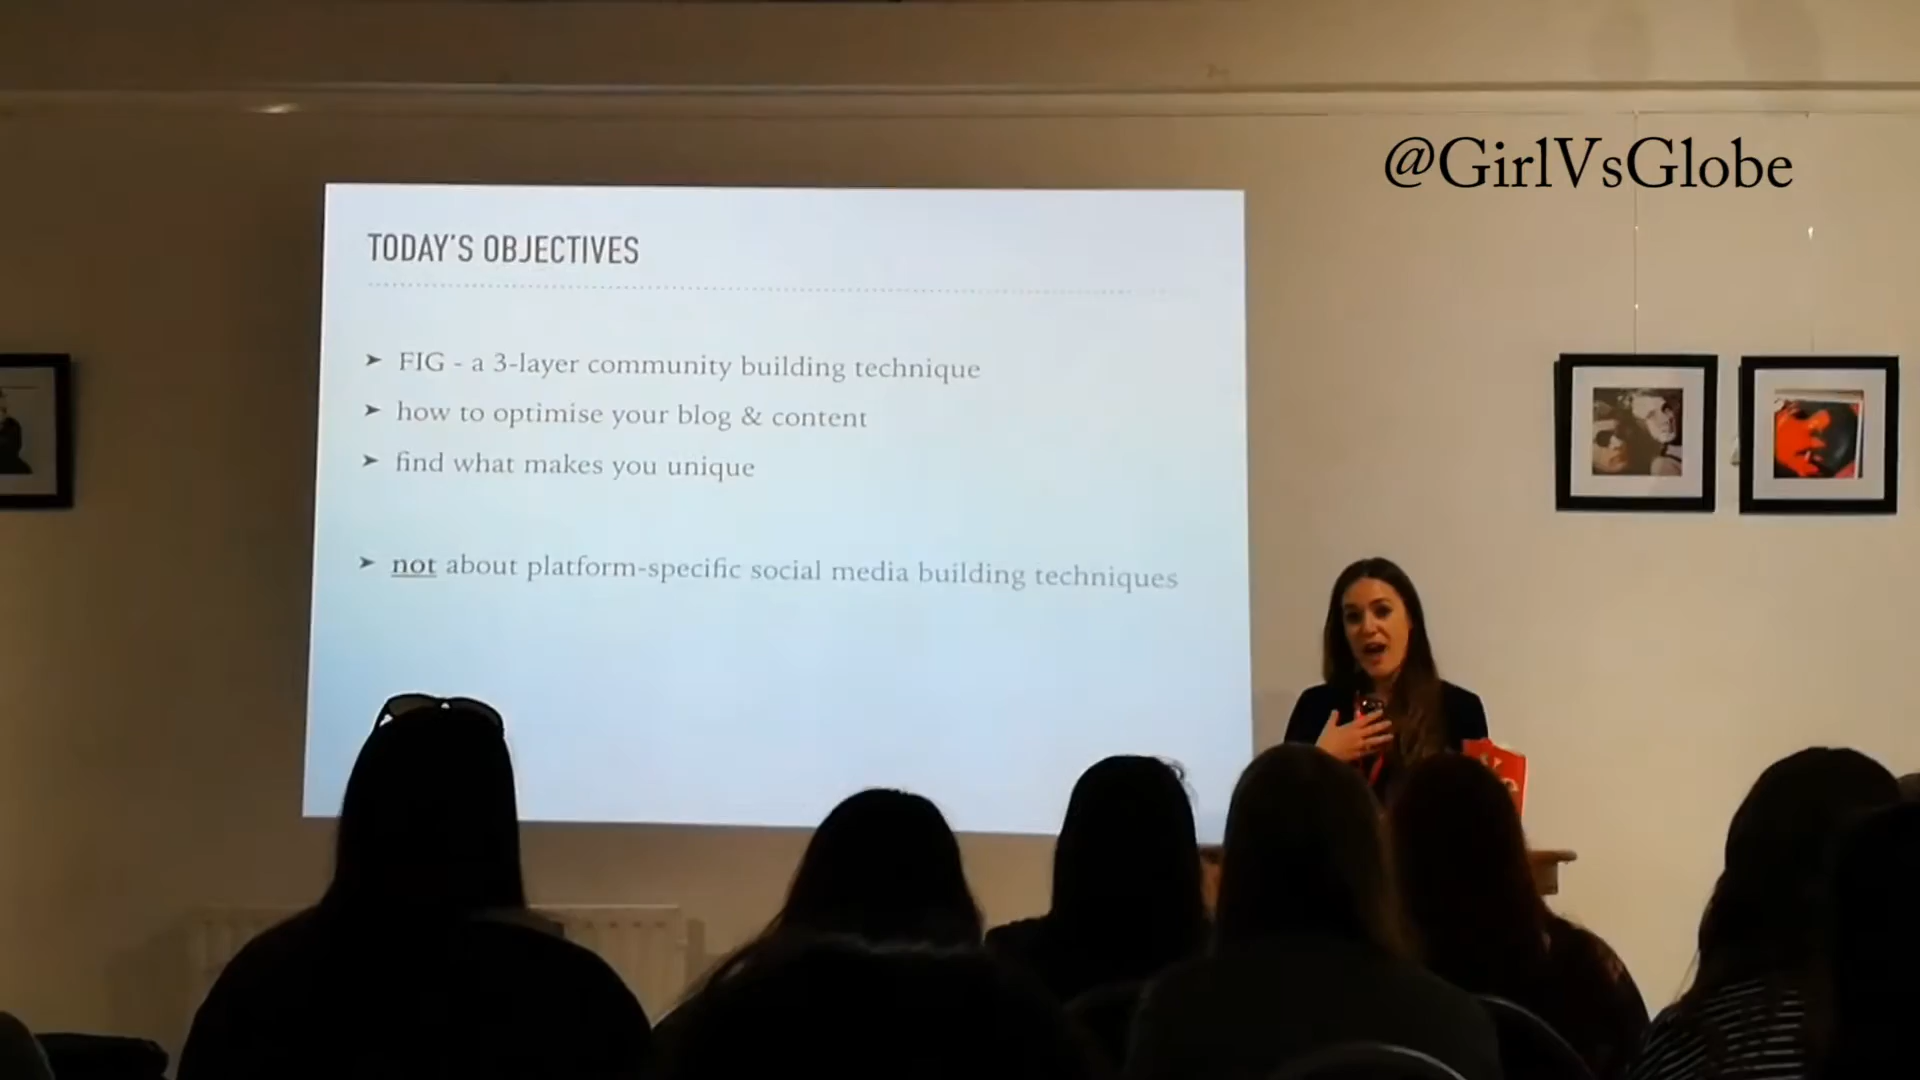 @GirlVsGlobe
TODAY'S OBJECTIVES
➤ FIG - a 3-layer community building technique
➤ how to optimise your blog & content
➤ find what makes you unique
➤ not about platform-specific social media building techniques